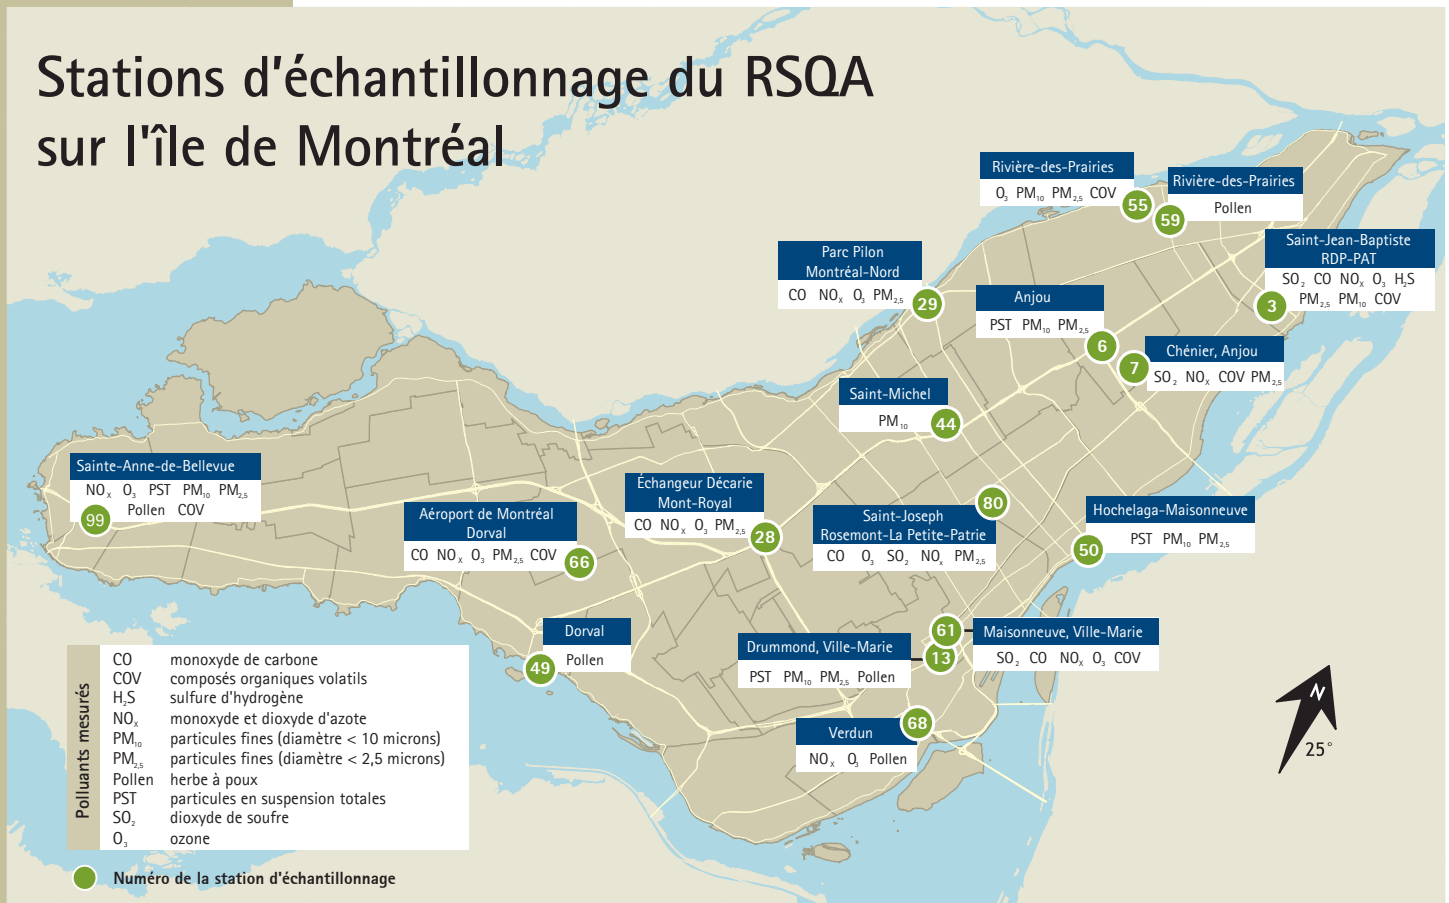 Stations d'échantillonnage du RSQA
sur l'île de Montréal
Rivière-des-Prairies
O₃ PM₁₀ PM₂,₅ COV
55
Rivière-des-Prairies
Pollen
59
Saint-Jean-Baptiste
RDP-PAT
SO₂ CO NOₓ O₃ H₂S
PM₂,₅ PM₁₀ COV
3
Parc Pilon
Montréal-Nord
CO NOₓ O₃ PM₂,₅
29
Anjou
PST PM₁₀ PM₂,₅
6
Chénier, Anjou
SO₂ NOₓ COV PM₂,₅
7
Saint-Michel
PM₁₀
44
Sainte-Anne-de-Bellevue
NOₓ O₃ PST PM₁₀ PM₂,₅
Pollen COV
99
Aéroport de Montréal
Dorval
CO NOₓ O₃ PM₂,₅ COV
66
Échangeur Décarie
Mont-Royal
CO NOₓ O₃ PM₂,₅
28
80
Saint-Joseph
Rosemont-La Petite-Patrie
CO O₃ SO₂ NOₓ PM₂,₅
Hochelaga-Maisonneuve
PST PM₁₀ PM₂,₅
50
Dorval
Pollen
49
Drummond, Ville-Marie
PST PM₁₀ PM₂,₅ Pollen
13
61
Maisonneuve, Ville-Marie
SO₂ CO NOₓ O₃ COV
68
Verdun
NOₓ O₃ Pollen
N
25°
Polluants mesurés
CO monoxyde de carbone
COV composés organiques volatils
H₂S sulfure d'hydrogène
NOₓ monoxyde et dioxyde d'azote
PM₁₀ particules fines (diamètre < 10 microns)
PM₂,₅ particules fines (diamètre < 2,5 microns)
Pollen herbe à poux
PST particules en suspension totales
SO₂ dioxyde de soufre
O₃ ozone
Numéro de la station d'échantillonnage